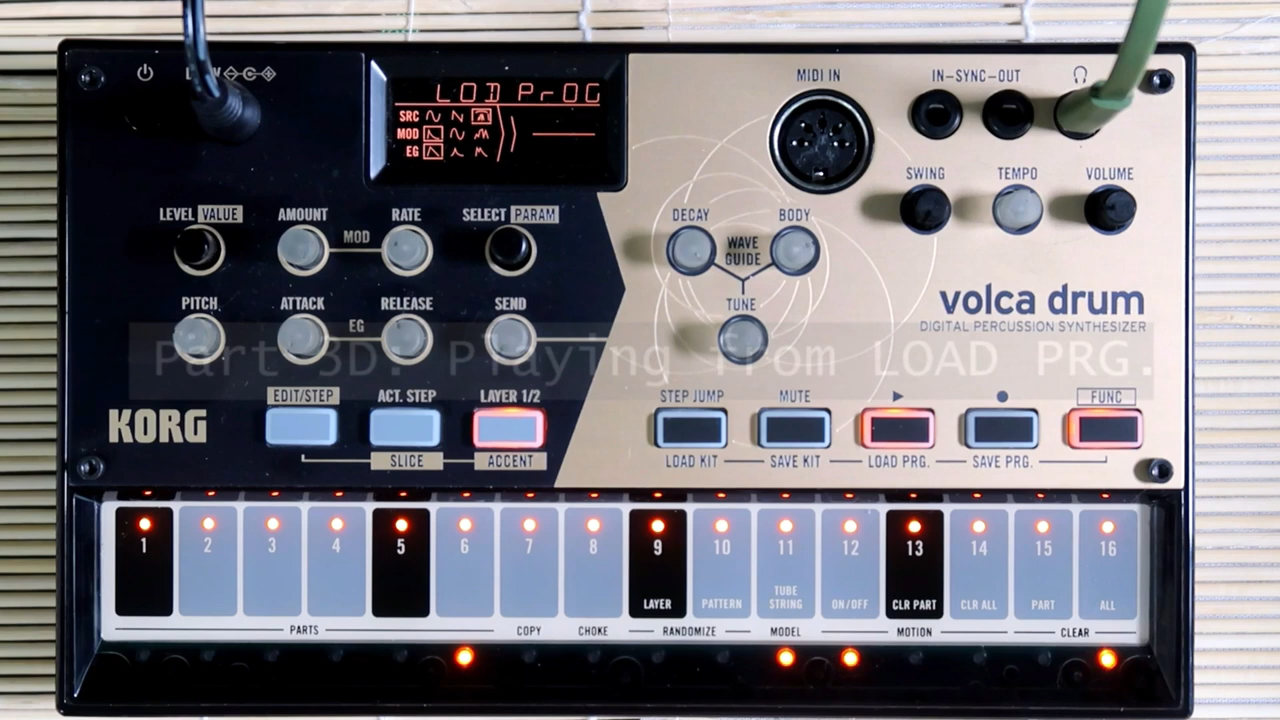 LOD PrOG
SRC
MOD
EG
MIDI IN
IN-SYNC-OUT
SWING
TEMPO
VOLUME
LEVEL VALUE
AMOUNT
RATE
SELECT PARAM
MOD
DECAY
BODY
WAVE
GUIDE
TUNE
PITCH
ATTACK
RELEASE
SEND
EG
volca drum
DIGITAL PERCUSSION SYNTHESIZER
Part 3D: Playing from LOAD PRG.
KORG
EDIT/STEP
ACT. STEP
LAYER 1/2
STEP JUMP
MUTE
FUNC
SLICE
ACCENT
LOAD KIT
SAVE KIT
LOAD PRG.
SAVE PRG.
1 2 3 4 5 6 7 8 9 10 11 12 13 14 15 16
LAYER
PATTERN
TUBE
STRING
ON/OFF
CLR PART
CLR ALL
PART
ALL
PARTS
COPY
CHOKE
RANDOMIZE
MODEL
MOTION
CLEAR